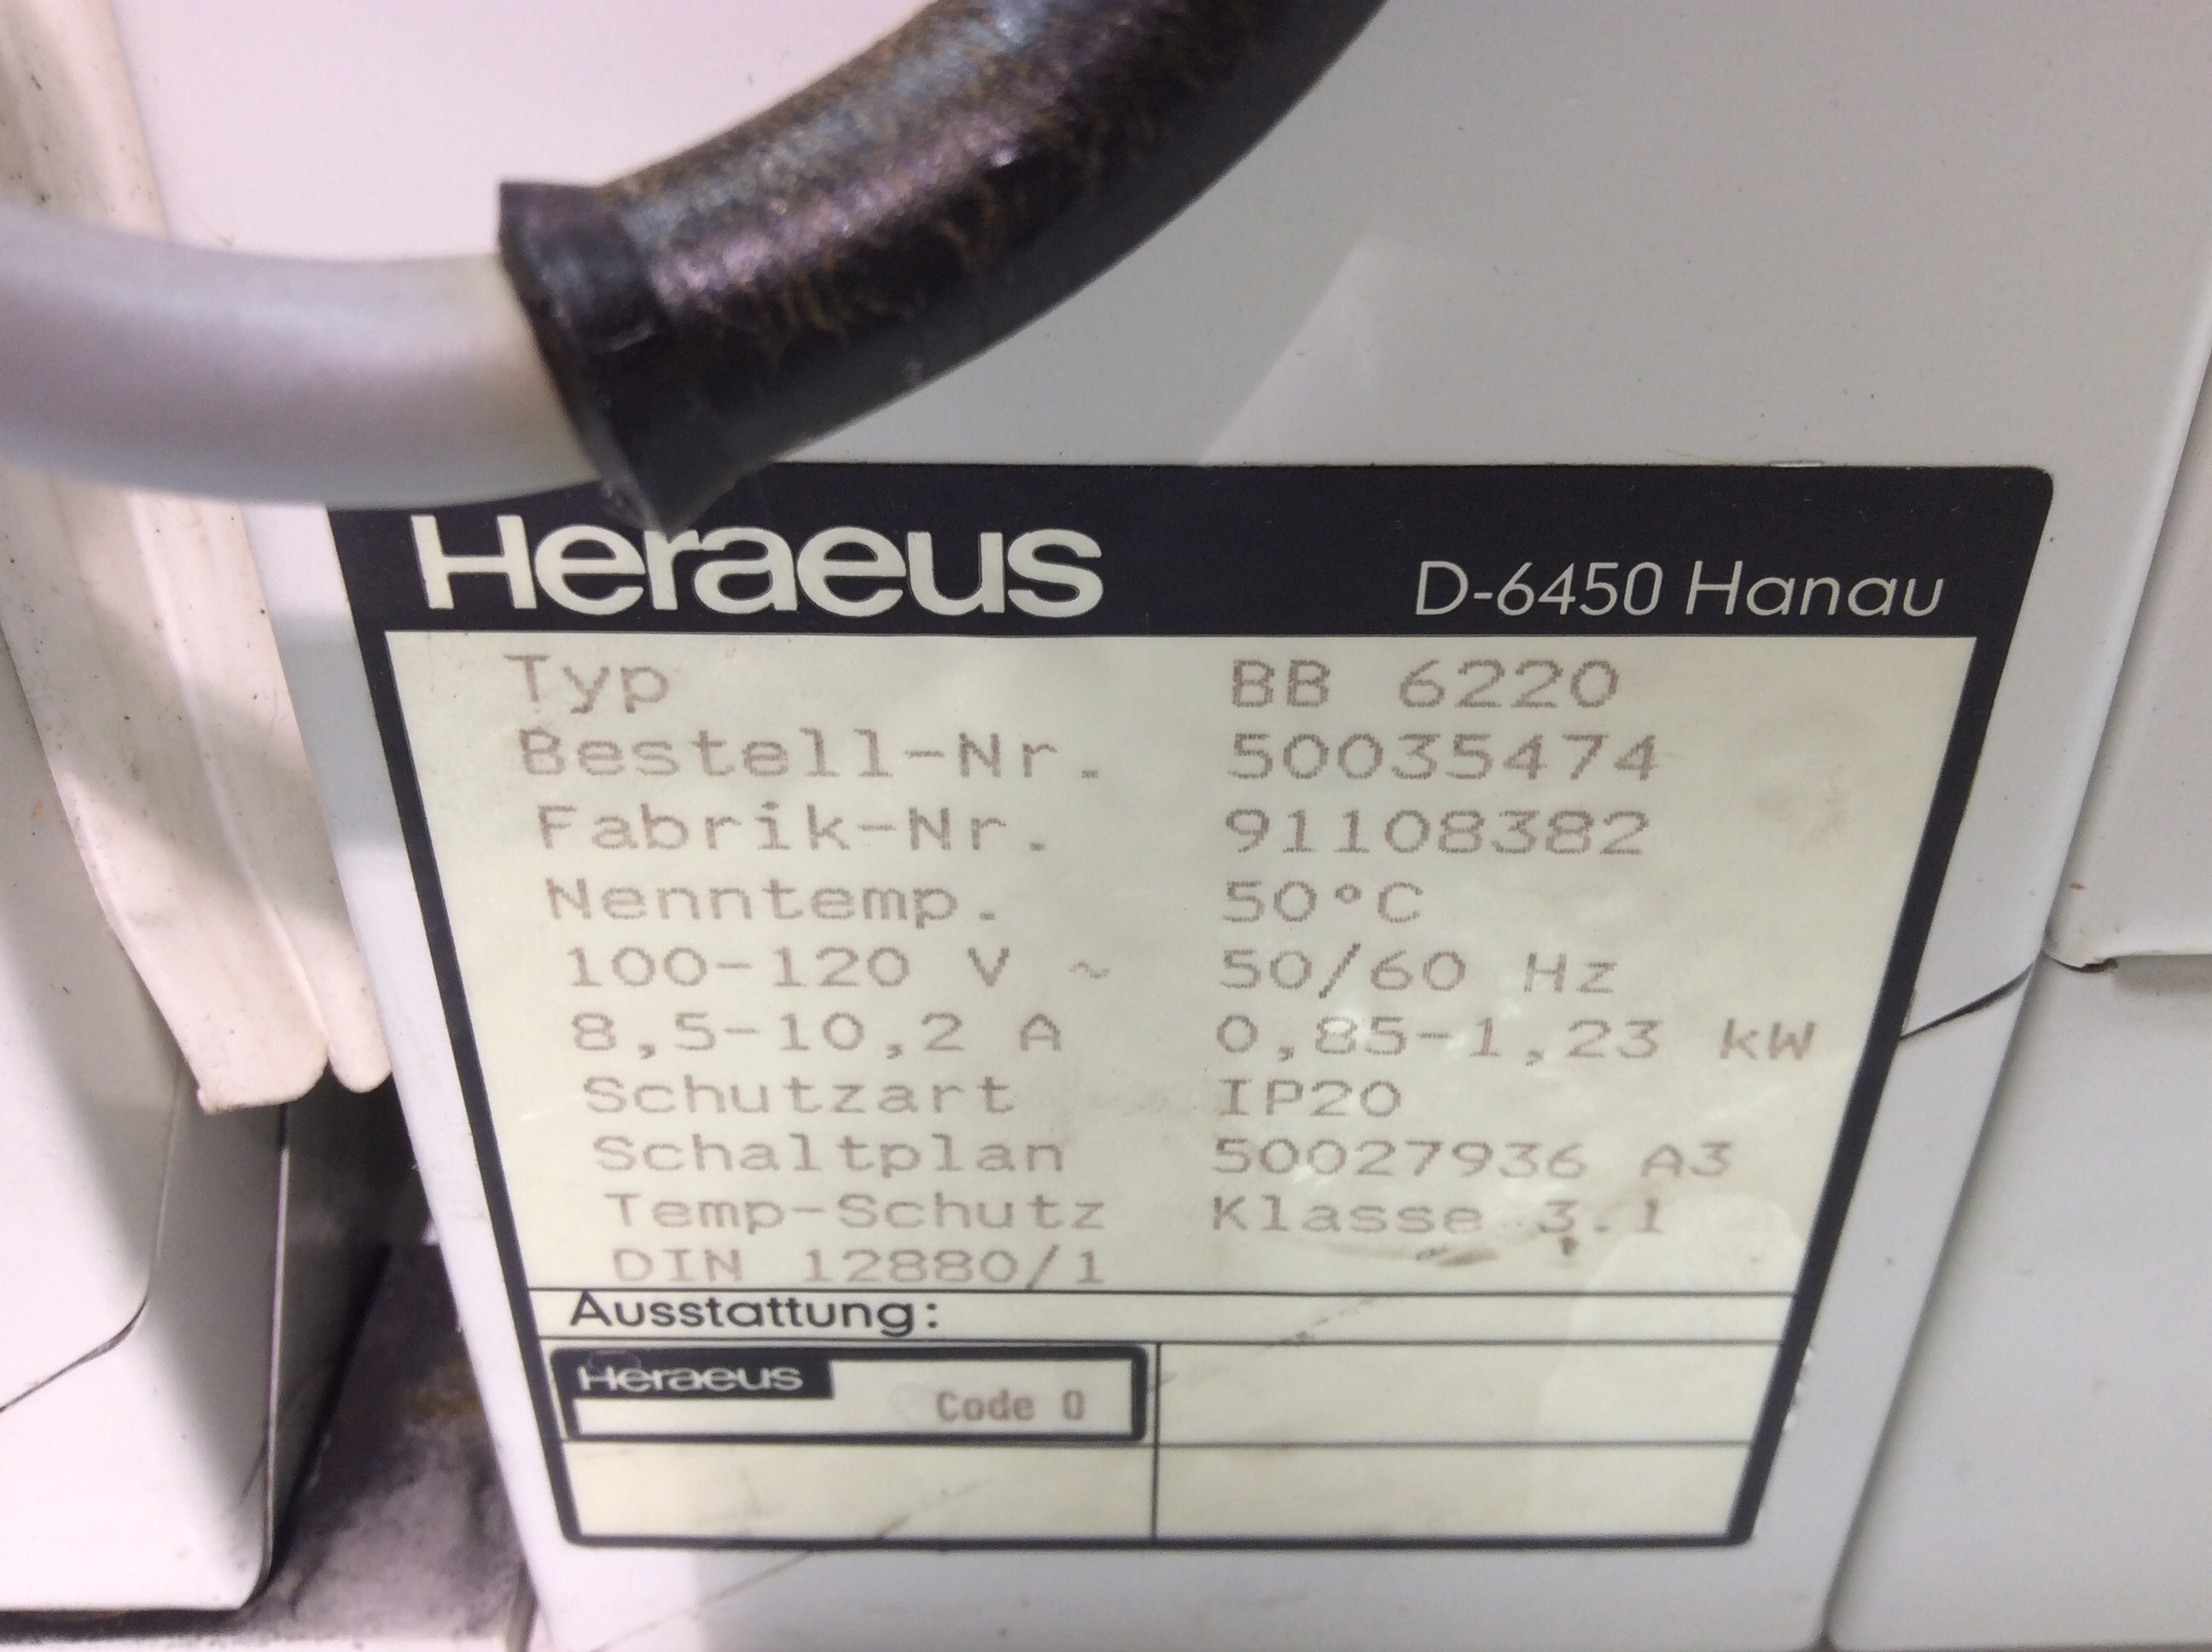 Heraeus D-6450 Hanau
Typ BB 6220
Bestell-Nr. 50035474
Fabrik-Nr. 91108382
Nenntemp. 50°C
100-120 V ~ 50/60 Hz
8,5-10,2 A 0,85-1,23 kW
Schutzart IP20
Schaltplan 50027936 A3
Temp-Schutz Klasse 3.1
DIN 12880/1
Ausstattung:
Heraeus
Code 0